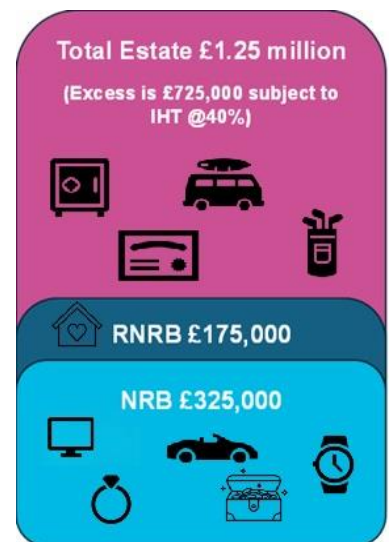 Total Estate £1.25 million
(Excess is £725,000 subject to
IHT @40%)
RNRB £175,000
NRB £325,000